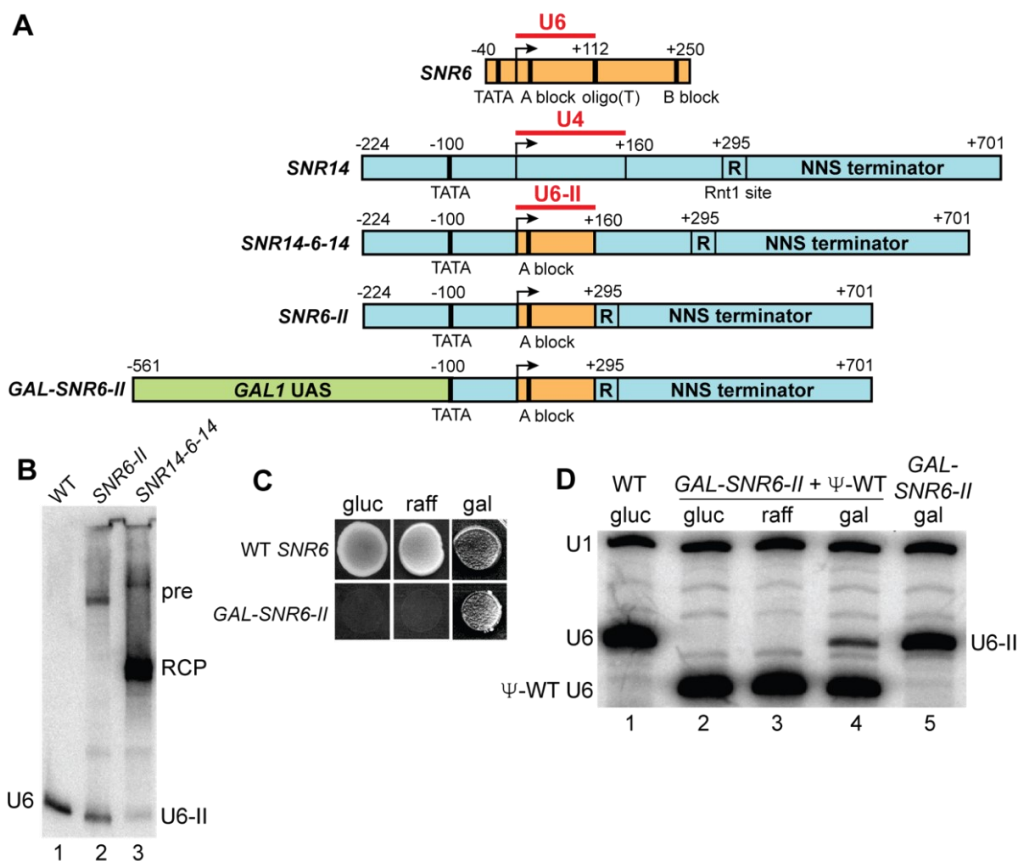 A
U6
-40 +112 +250
SNR6
TATA A block oligo(T) B block
U4
-224 -100 +160 +295 +701
SNR14 R NNS terminator
TATA Rnt1 site
U6-II
-224 -100 +160 +295 +701
SNR14-6-14 R NNS terminator
TATA A block
-224 -100 +295 +701
SNR6-II R NNS terminator
TATA A block
-561 -100 +295 +701
GAL-SNR6-II GAL1 UAS R NNS terminator
TATA A block
B
WT SNR6-II SNR14-6-14
pre
RCP
U6 U6-II
1 2 3
C
gluc raff gal
WT SNR6
GAL-SNR6-II
D
WT GAL-SNR6-II + Ψ-WT GAL-
SNR6-II
gluc gluc raff gal gal
U1
U6 U6-II
Ψ-WT U6
1 2 3 4 5